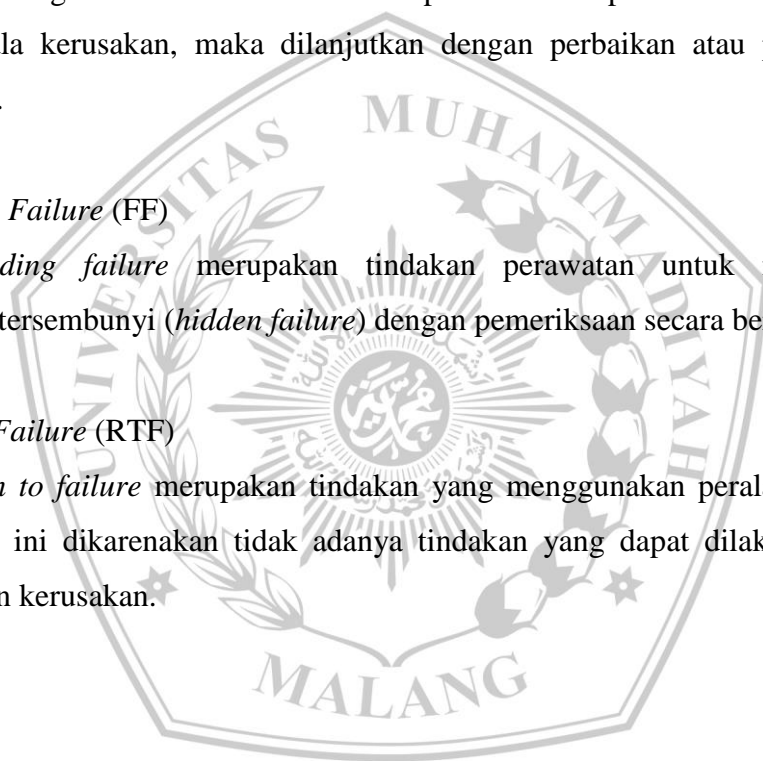 la kerusakan, maka dilanjutkan dengan perbaikan atau
Failure (FF)
ding failure merupakan tindakan perawatan untuk
tersembunyi (hidden failure) dengan pemeriksaan secara be
Failure (RTF)
n to failure merupakan tindakan yang menggunakan perala
ini dikarenakan tidak adanya tindakan yang dapat dilak
n kerusakan.
UNIVERSITAS MUHAMMADIYAH
MALANG